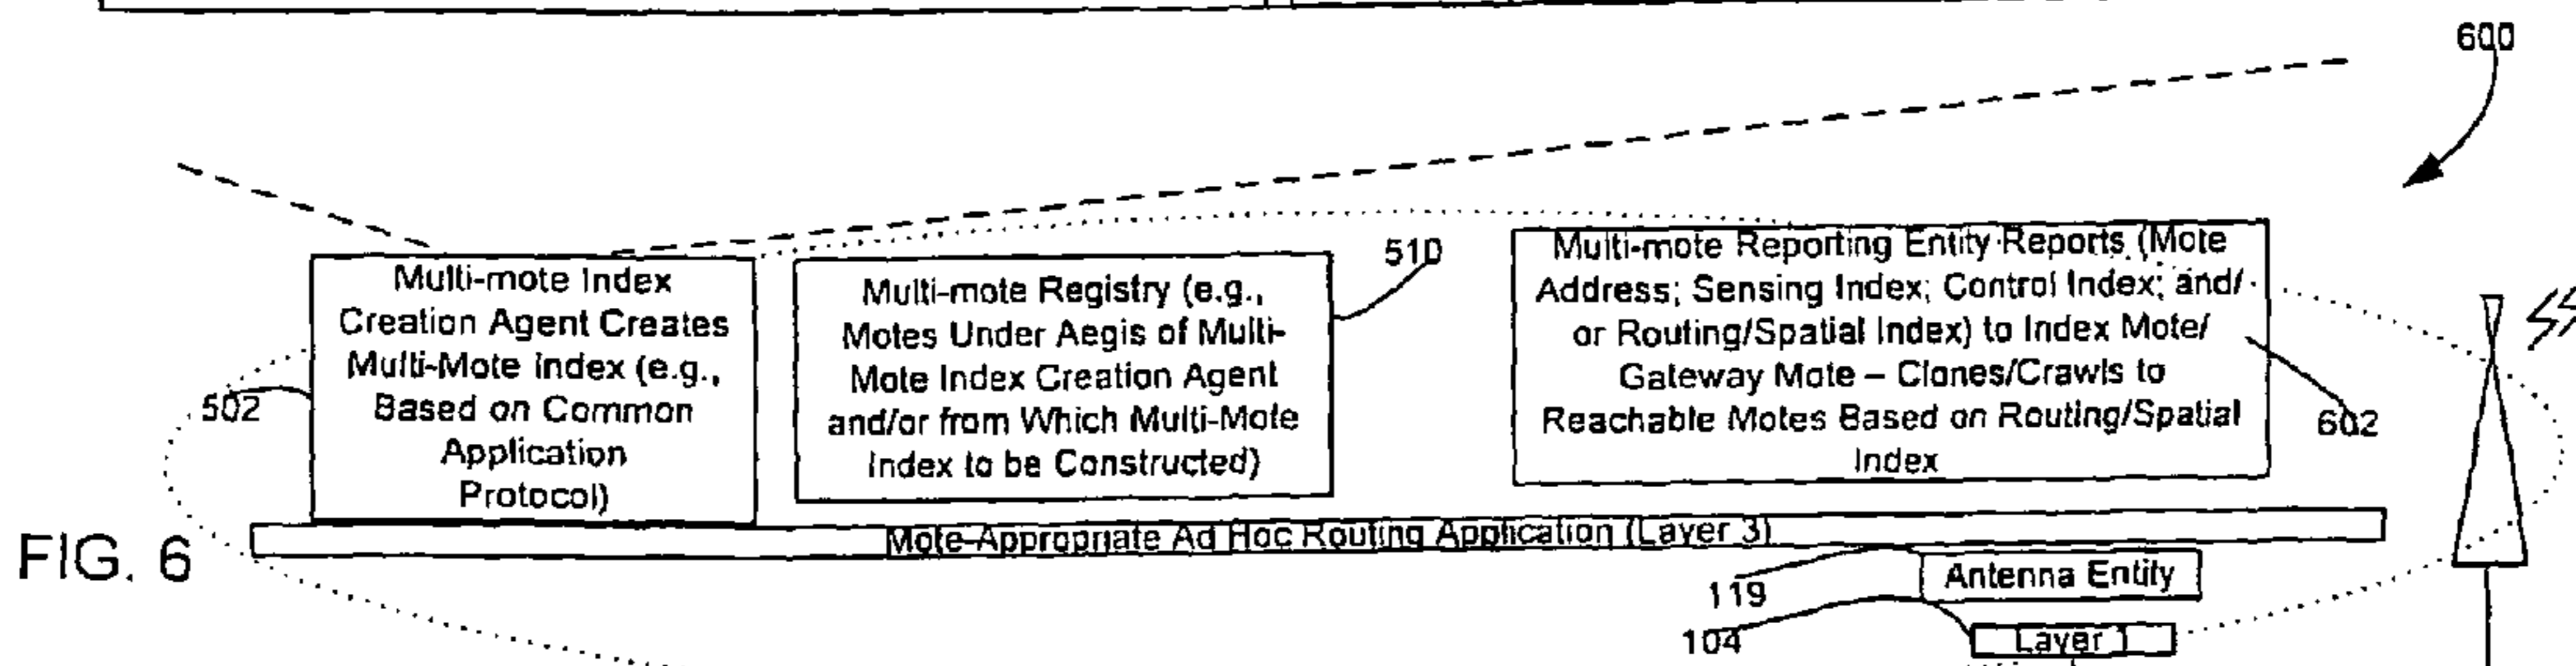 600
Multi-mote Index
Creation Agent Creates
Multi-Mote Index (e.g.,
Based on Common
Application
Protocol)
502
Multi-mote Registry (e.g.,
Motes Under Aegis of Multi-
Mote Index Creation Agent
and/or from Which Multi-Mote
Index to be Constructed)
510
Multi-mote Reporting Entity Reports (Mote
Address; Sensing Index; Control Index; and/
or Routing/Spatial Index) to Index Mote/
Gateway Mote – Clones/Crawls to
Reachable Motes Based on Routing/Spatial
Index
602
Mote-Appropriate Ad Hoc Routing Application (Layer 3)
FIG. 6
119
Antenna Entity
104
Layer 1